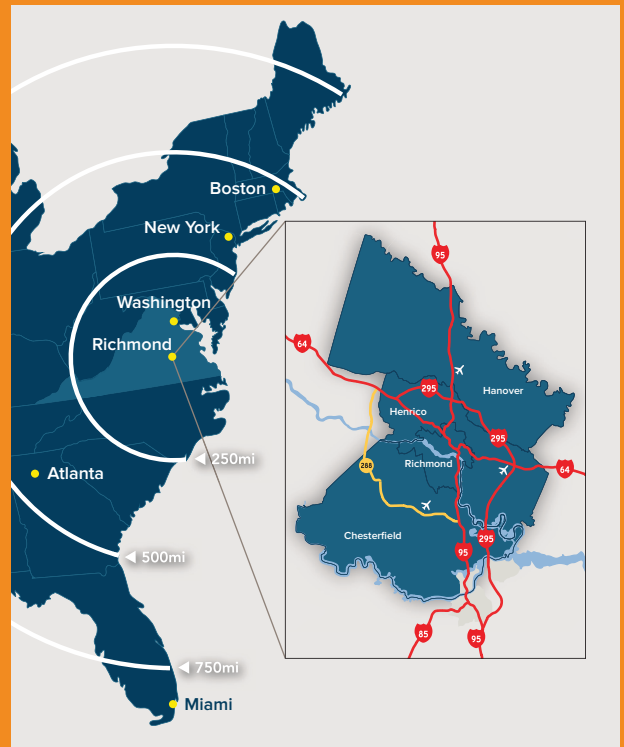 Boston
New York
Washington
Richmond
250mi
Atlanta
500mi
750mi
Miami
95
64
295
Hanover
Henrico
295
288
Richmond
64
Chesterfield
95
295
85
95